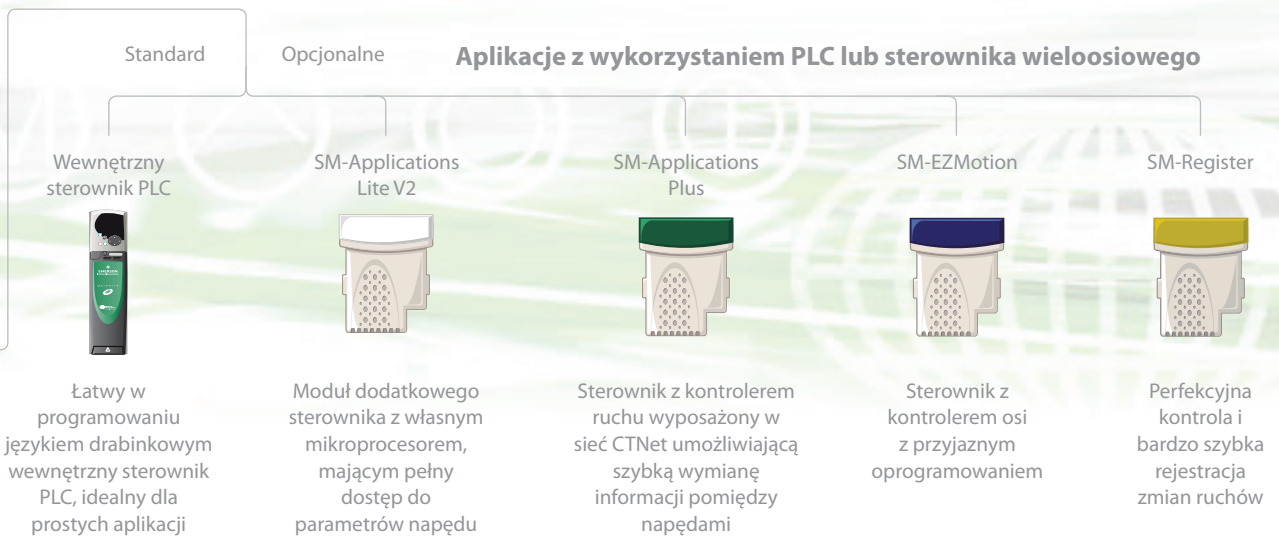 Standard
Opcjonalne
Aplikacje z wykorzystaniem PLC lub sterownika wieloosiowego
Wewnętrzny
sterownik PLC
SM-Applications
Lite V2
SM-Applications
Plus
SM-EZMotion
SM-Register
EMERSON
Łatwy w
programowaniu
językiem drabinkowym
wewnętrzny sterownik
PLC, idealny dla
prostych aplikacji
Moduł dodatkowego
sterownika z własnym
mikroprocesorem,
mającym pełny
dostęp do
parametrów napędu
Sterownik z kontrolerem
ruchu wyposażony w
sieć CTNet umożliwiającą
szybką wymianę
informacji pomiędzy
napędami
Sterownik z
kontrolerem osi
z przyjaznym
oprogramowaniem
Perfekcyjna
kontrola i
bardzo szybka
rejestracja
zmian ruchów